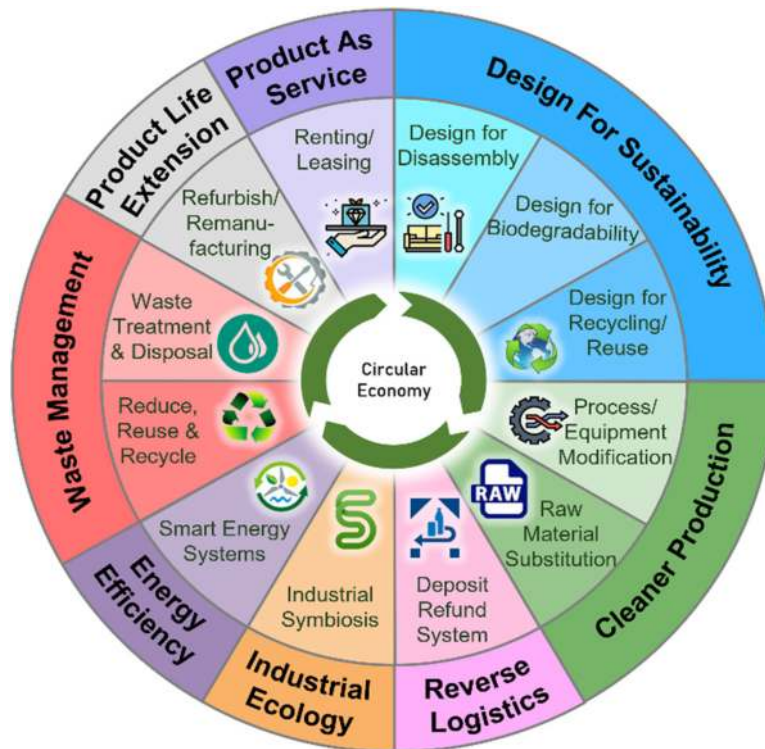 Product As
Service
Design For Sustainability
Product Life
Extension
Renting/
Leasing
Design for
Disassembly
Refurbish/
Remanu-
facturing
Design for
Biodegradability
Waste Management
Waste
Treatment
& Disposal
Design for
Recycling/
Reuse
Circular
Economy
Reduce,
Reuse &
Recycle
Process/
Equipment
Modification
Cleaner Production
RAW
Raw
Material
Substitution
Smart Energy
Systems
Energy
Efficiency
Industrial
Symbiosis
Deposit
Refund
System
Industrial
Ecology
Reverse
Logistics